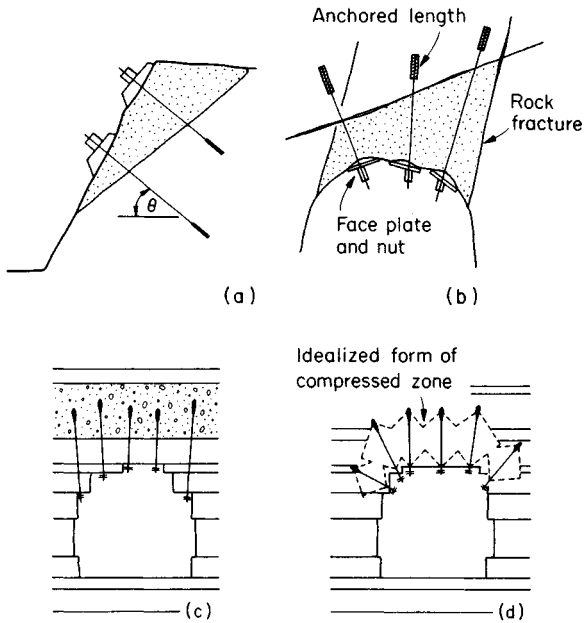 Anchored length
Rock
fracture
θ
Face plate
and nut
(a)
(b)
Idealized form of
compressed zone
(c)
(d)